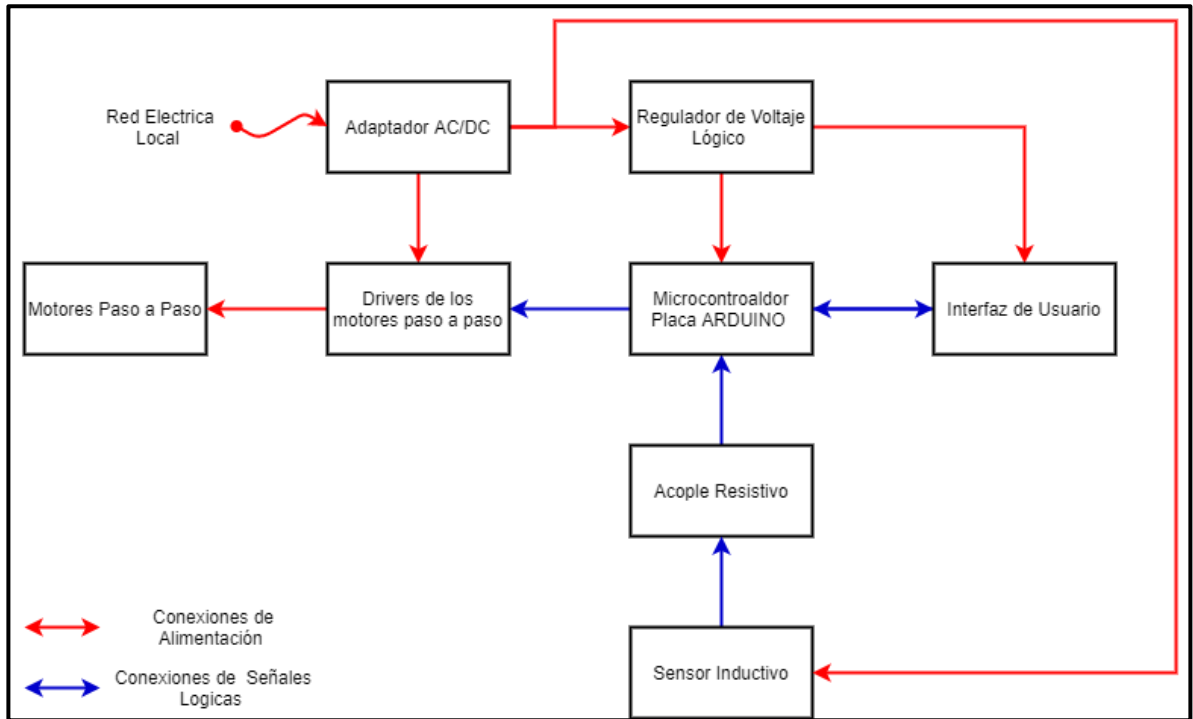 Red Electrica
Local
Adaptador AC/DC
Regulador de Voltaje
Lógico
Motores Paso a Paso
Drivers de los
motores paso a paso
Microcontroaldor
Placa ARDUINO
Interfaz de Usuario
Acople Resistivo
Sensor Inductivo
Conexiones de
Alimentación
Conexiones de Señales
Logicas